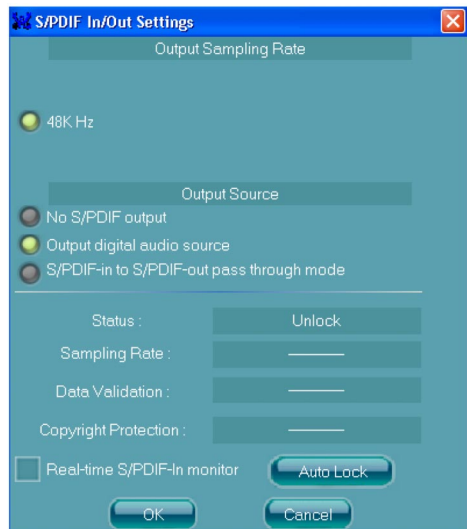 S/PDIF In/Out Settings
Output Sampling Rate
48K Hz
Output Source
No S/PDIF output
Output digital audio source
S/PDIF-in to S/PDIF-out pass through mode
Status : Unlock
Sampling Rate : ———
Data Validation : ———
Copyright Protection : ———
Real-time S/PDIF-In monitor Auto Lock
OK Cancel